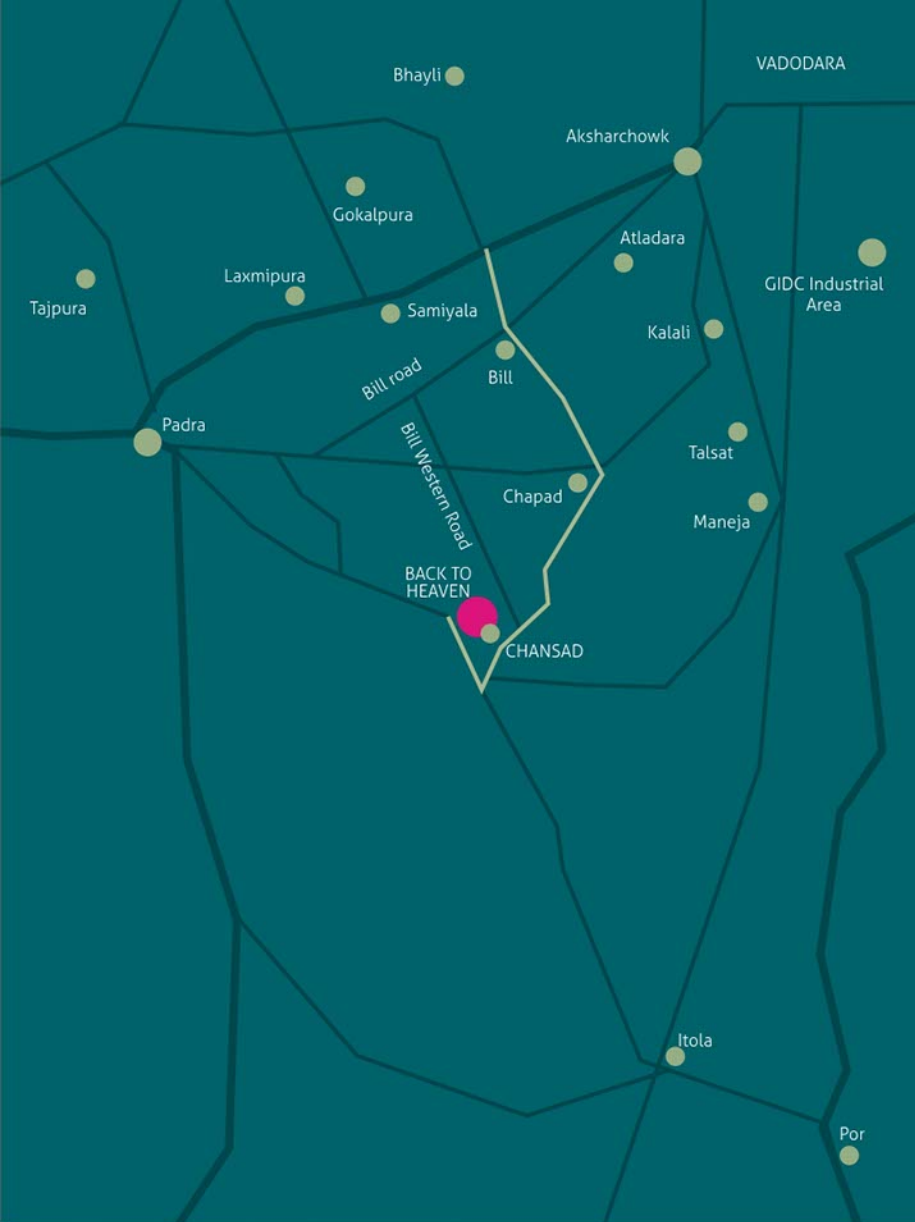 VADODARA
Bhayli
Aksharchowk
Gokalpura
Atladara
Laxmipura
GIDC Industrial
Area
Tajpura
Samiyala
Kalali
Bill road
Bill
Padra
Bill Western Road
Talsat
Chapad
Maneja
BACK TO
HEAVEN
CHANSAD
Itola
Por